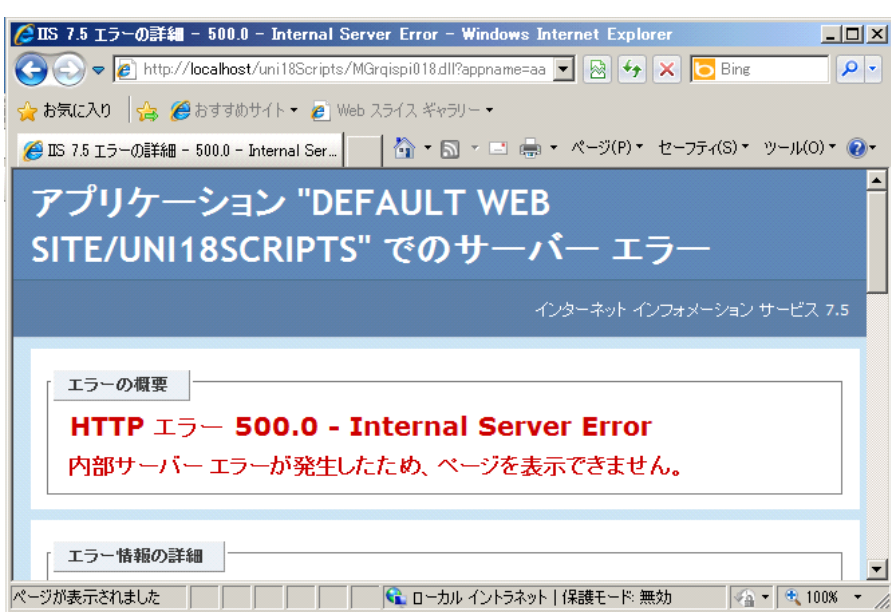 IIS 7.5 エラーの詳細 - 500.0 - Internal Server Error - Windows Internet Explorer
http://localhost/uni18Scripts/MGrqispi018.dll?appname=aa
Bing
お気に入り おすすめサイト Web スライス ギャラリー
IIS 7.5 エラーの詳細 - 500.0 - Internal Ser... ページ(P) セーフティ(S) ツール(O)
アプリケーション "DEFAULT WEB
SITE/UNI18SCRIPTS" でのサーバー エラー
インターネット インフォメーション サービス 7.5
エラーの概要
HTTP エラー 500.0 - Internal Server Error
内部サーバー エラーが発生したため、ページを表示できません。
エラー情報の詳細
ページが表示されました ローカル イントラネット | 保護モード: 無効 100%